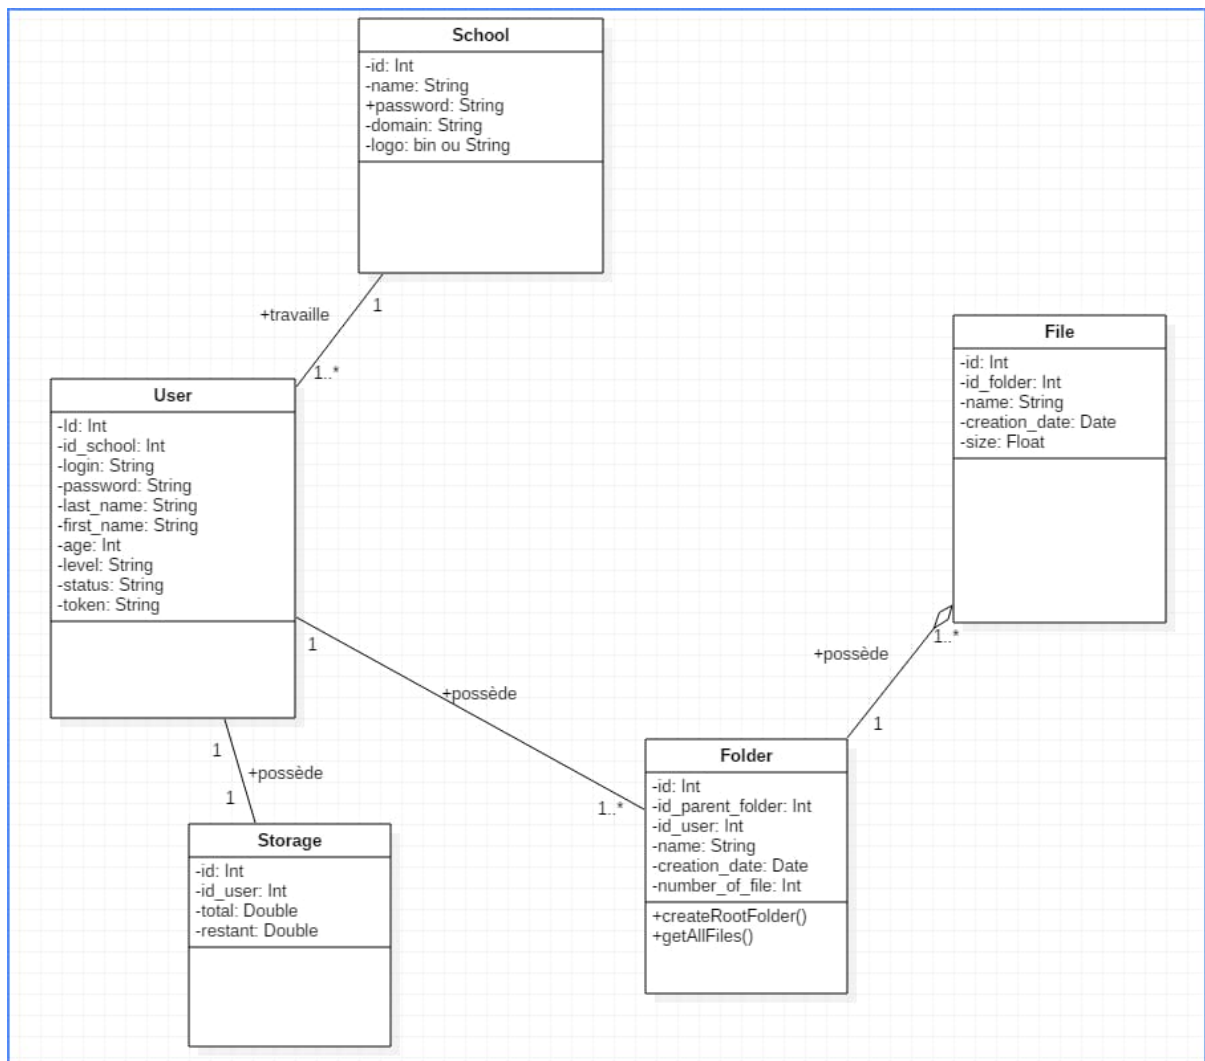 School
-id: Int
-name: String
+password: String
-domain: String
-logo: bin ou String
1
+travaille
1..*
User
-Id: Int
-id_school: Int
-login: String
-password: String
-last_name: String
-first_name: String
-age: Int
-level: String
-status: String
-token: String
File
-id: Int
-id_folder: Int
-name: String
-creation_date: Date
-size: Float
1..*
+possède
1
1
+possède
1..*
1
+possède
1
Folder
-id: Int
-id_parent_folder: Int
-id_user: Int
-name: String
-creation_date: Date
-number_of_file: Int
+createRootFolder()
+getAllFiles()
Storage
-id: Int
-id_user: Int
-total: Double
-restant: Double